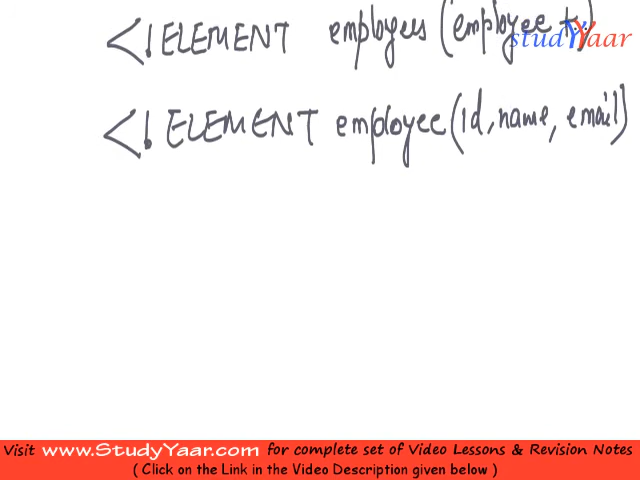 <!ELEMENT employees (employee +)
studYYaar
<!ELEMENT employee(id, name, email)
Visit www.StudyYaar.com for complete set of Video Lessons & Revision Notes
( Click on the Link in the Video Description given below )